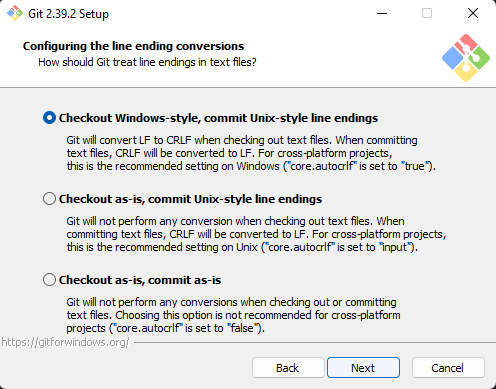 Git 2.39.2 Setup
Configuring the line ending conversions
How should Git treat line endings in text files?
Checkout Windows-style, commit Unix-style line endings
Git will convert LF to CRLF when checking out text files. When committing
text files, CRLF will be converted to LF. For cross-platform projects,
this is the recommended setting on Windows ("core.autocrlf" is set to "true").
Checkout as-is, commit Unix-style line endings
Git will not perform any conversion when checking out text files. When
committing text files, CRLF will be converted to LF. For cross-platform projects,
this is the recommended setting on Unix ("core.autocrlf" is set to "input").
Checkout as-is, commit as-is
Git will not perform any conversions when checking out or committing
text files. Choosing this option is not recommended for cross-platform
projects ("core.autocrlf" is set to "false").
https://gitforwindows.org/
Back
Next
Cancel